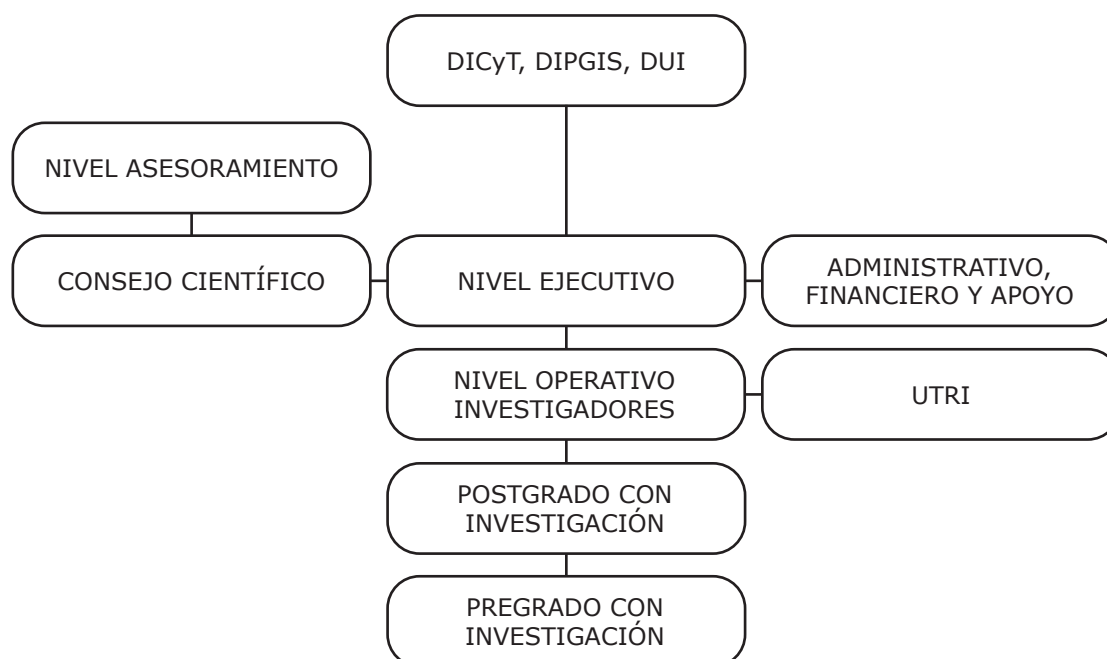 DICyT, DIPGIS, DUI
NIVEL ASESORAMIENTO
CONSEJO CIENTÍFICO
NIVEL EJECUTIVO
ADMINISTRATIVO,
FINANCIERO Y APOYO
NIVEL OPERATIVO
INVESTIGADORES
UTRI
POSTGRADO CON
INVESTIGACIÓN
PREGRADO CON
INVESTIGACIÓN